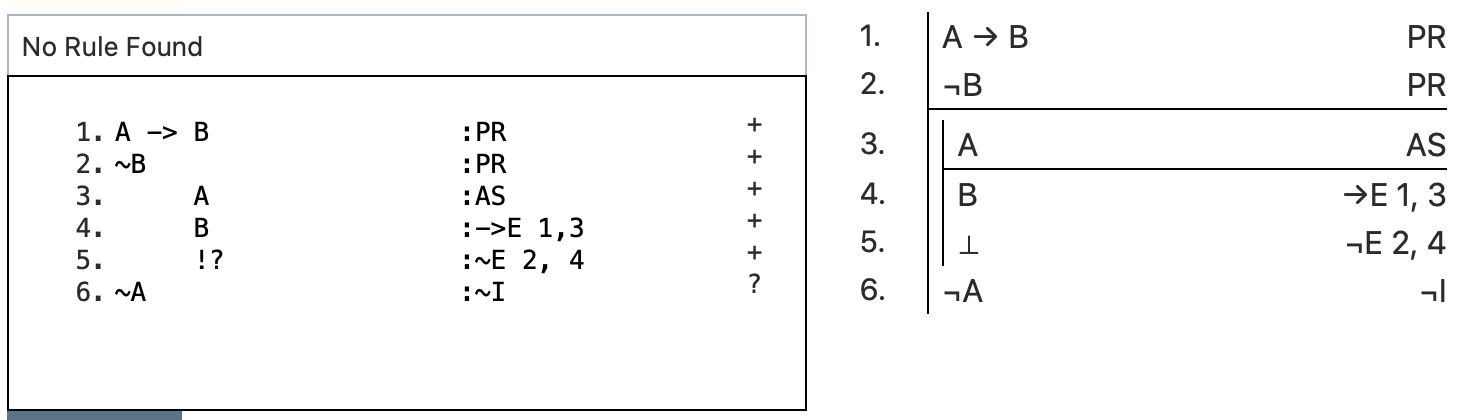 No Rule Found
1. A -> B :PR +
2. ~B :PR +
3. A :AS +
4. B :->E 1,3 +
5. !? :~E 2, 4 +
6. ~A :~I ?
1. A → B PR
2. ¬B PR
3. A AS
4. B →E 1, 3
5. ⊥ ¬E 2, 4
6. ¬A ¬I